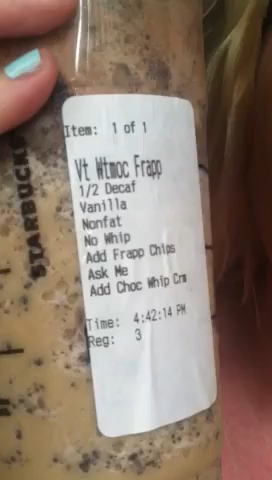 STARBUCKS
Item: 1 of 1
Vt Wtmoc Frapp
1/2 Decaf
Vanilla
Nonfat
No Whip
Add Frapp Chips
Ask Me
Add Choc Whip Crm
Time: 4:42:14 PM
Reg: 3